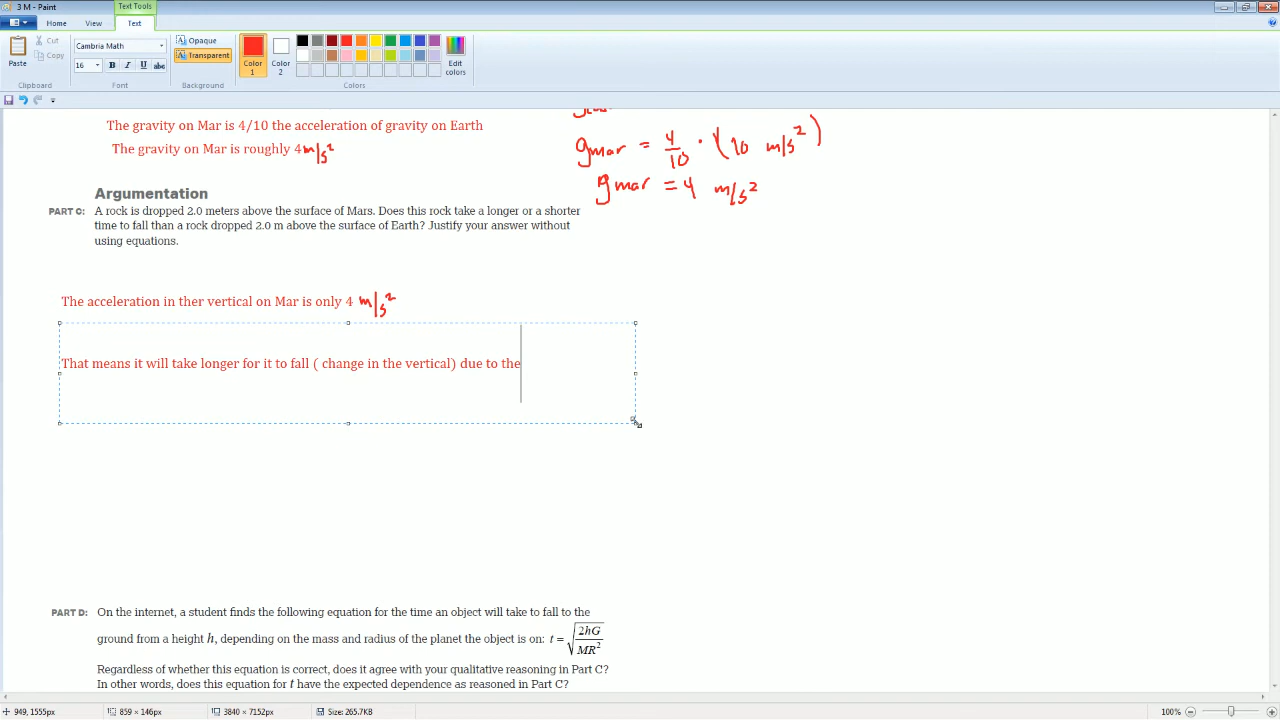 3 M - Paint
Text Tools
Home
View
Text
Cut
Copy
Paste
Clipboard
Cambria Math
16
B I U abc
Font
Opaque
Transparent
Background
Color 1
Color 2
Edit colors
Colors
The gravity on Mar is 4/10 the acceleration of gravity on Earth
The gravity on Mar is roughly 4 m/s²
g mar = 4/10 · (10 m/s²)
g mar = 4 m/s²
Argumentation
PART C: A rock is dropped 2.0 meters above the surface of Mars. Does this rock take a longer or a shorter
time to fall than a rock dropped 2.0 m above the surface of Earth? Justify your answer without
using equations.
The acceleration in ther vertical on Mar is only 4 m/s²
That means it will take longer for it to fall ( change in the vertical) due to the
PART D: On the internet, a student finds the following equation for the time an object will take to fall to the
ground from a height h, depending on the mass and radius of the planet the object is on: t = √(2hG/MR²)
Regardless of whether this equation is correct, does it agree with your qualitative reasoning in Part C?
In other words, does this equation for t have the expected dependence as reasoned in Part C?
949, 1555px
859 × 146px
3840 × 7152px
Size: 265.7KB
100%